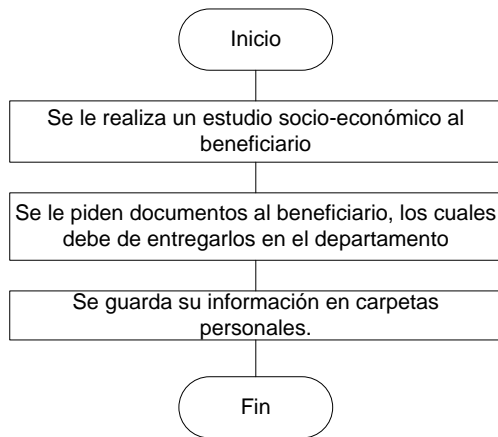 Inicio
Se le realiza un estudio socio-económico al
beneficiario
Se le piden documentos al beneficiario, los cuales
debe de entregarlos en el departamento
Se guarda su información en carpetas
personales.
Fin